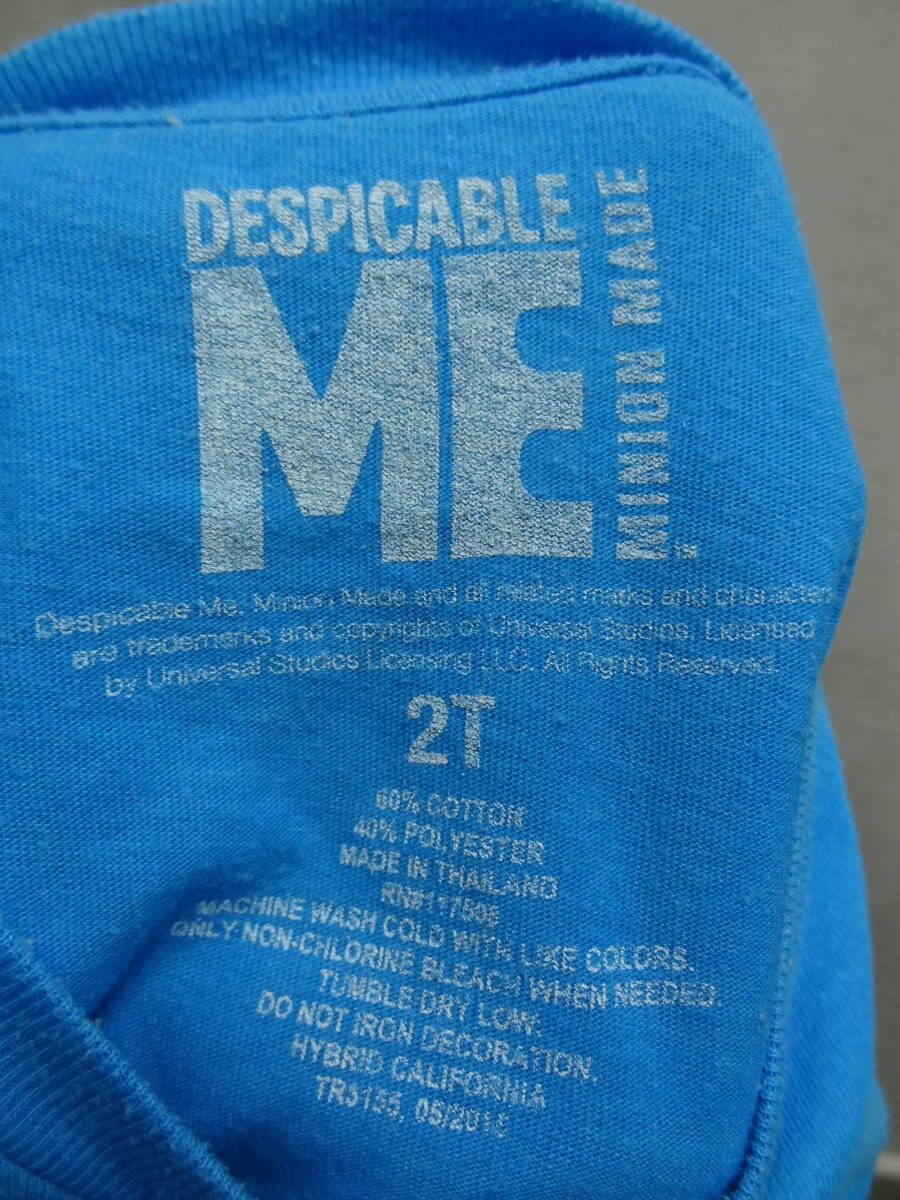 DESPICABLE
ME
MINION MADE
TM
Despicable Me, Minion Made and all related marks and characters
are trademarks and copyrights of Universal Studios. Licensed
by Universal Studios Licensing LLC. All Rights Reserved.
2T
60% COTTON
40% POLYESTER
MADE IN THAILAND
MACHINE WASH COLD WITH LIKE COLORS.
ONLY NON-CHLORINE BLEACH WHEN NEEDED.
TUMBLE DRY LOW.
DO NOT IRON DECORATION.
HYBRID CALIFORNIA